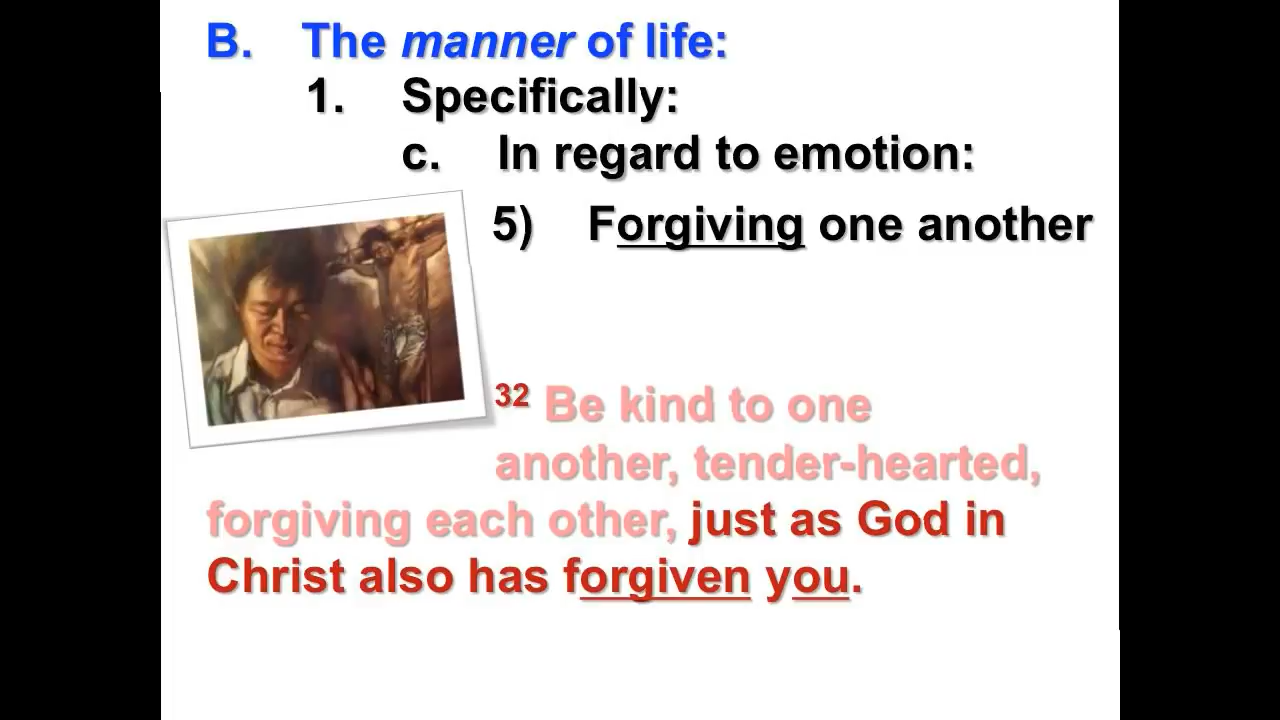 B. The manner of life:
1. Specifically:
c. In regard to emotion:
5) Forgiving one another
32 Be kind to one
another, tender-hearted,
forgiving each other, just as God in
Christ also has forgiven you.